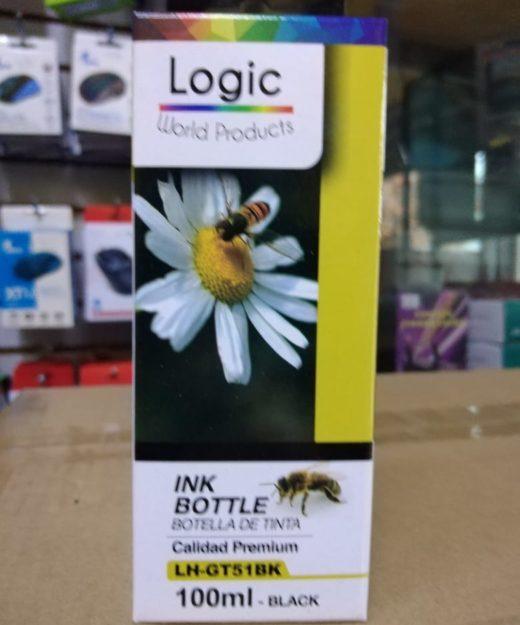 Logic
World Products
INK
BOTTLE
BOTELLA DE TINTA
Calidad Premium
LH-GT51BK
100ml - BLACK